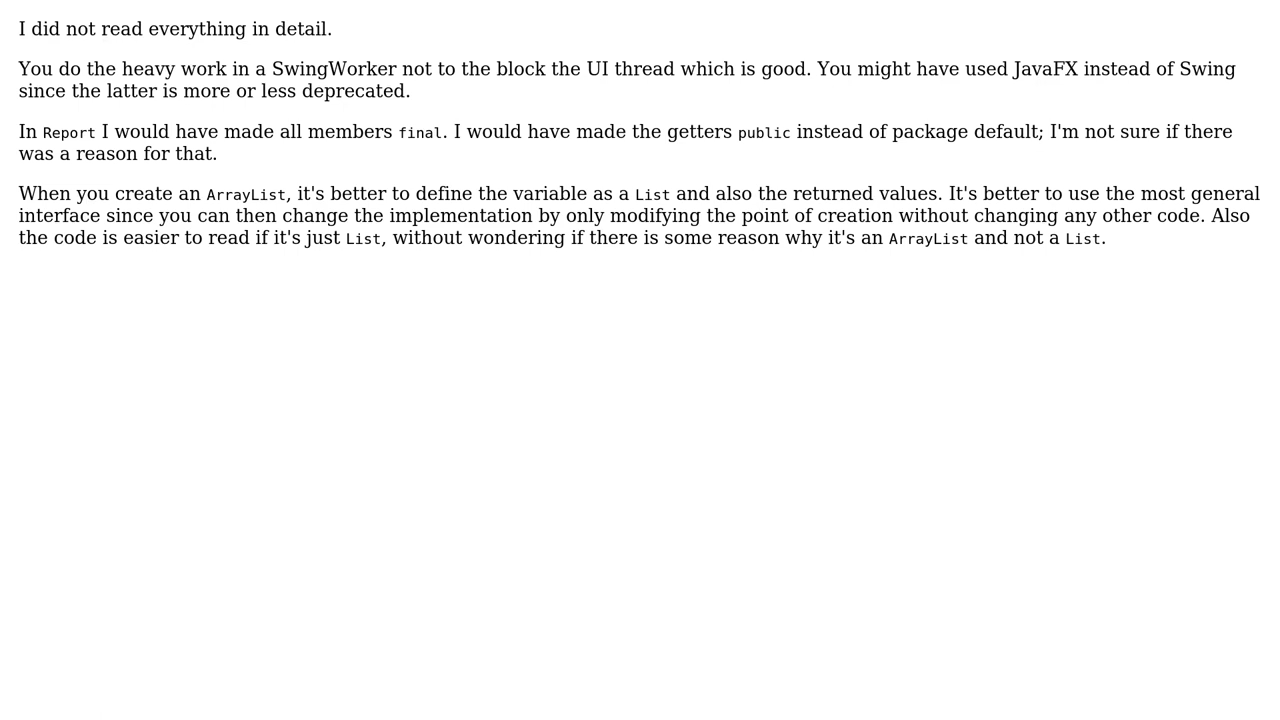 I did not read everything in detail.
You do the heavy work in a SwingWorker not to the block the UI thread which is good. You might have used JavaFX instead of Swing
since the latter is more or less deprecated.
In Report I would have made all members final. I would have made the getters public instead of package default; I'm not sure if there
was a reason for that.
When you create an ArrayList, it's better to define the variable as a List and also the returned values. It's better to use the most general
interface since you can then change the implementation by only modifying the point of creation without changing any other code. Also
the code is easier to read if it's just List, without wondering if there is some reason why it's an ArrayList and not a List.